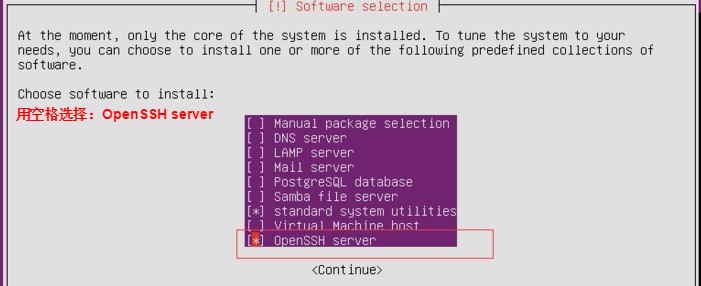 [!] Software selection
At the moment, only the core of the system is installed. To tune the system to your
needs, you can choose to install one or more of the following predefined collections of
software.
Choose software to install:
用空格选择：OpenSSH server
[ ] Manual package selection
[ ] DNS server
[ ] LAMP server
[ ] Mail server
[ ] PostgreSQL database
[ ] Samba file server
[*] standard system utilities
[ ] Virtual Machine host
[*] OpenSSH server
<Continue>